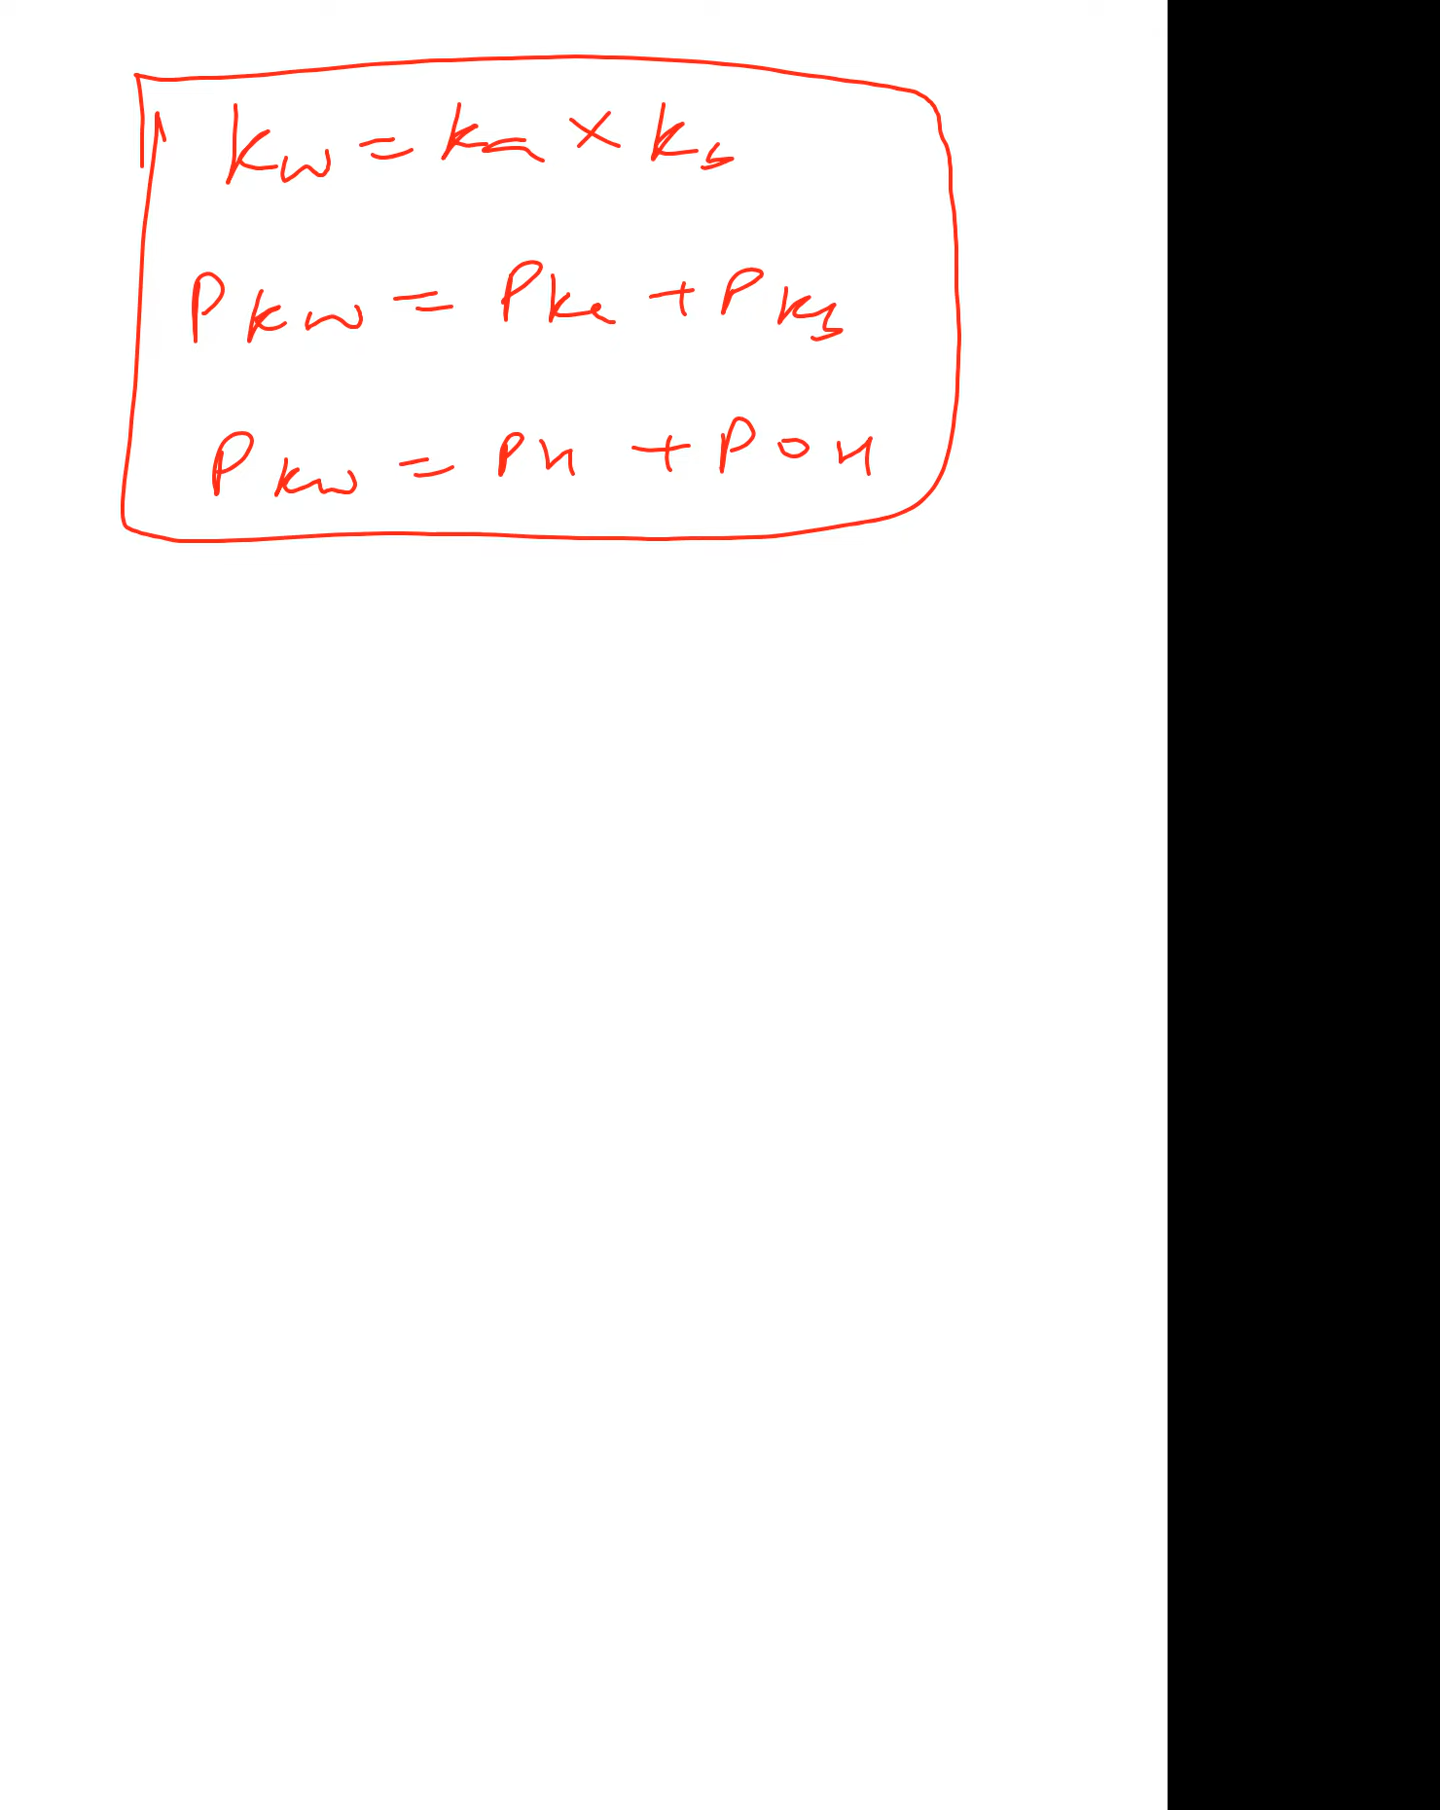 Kw = Ka × Kb
PKw = PKa + PKb
PKw = PH + POH